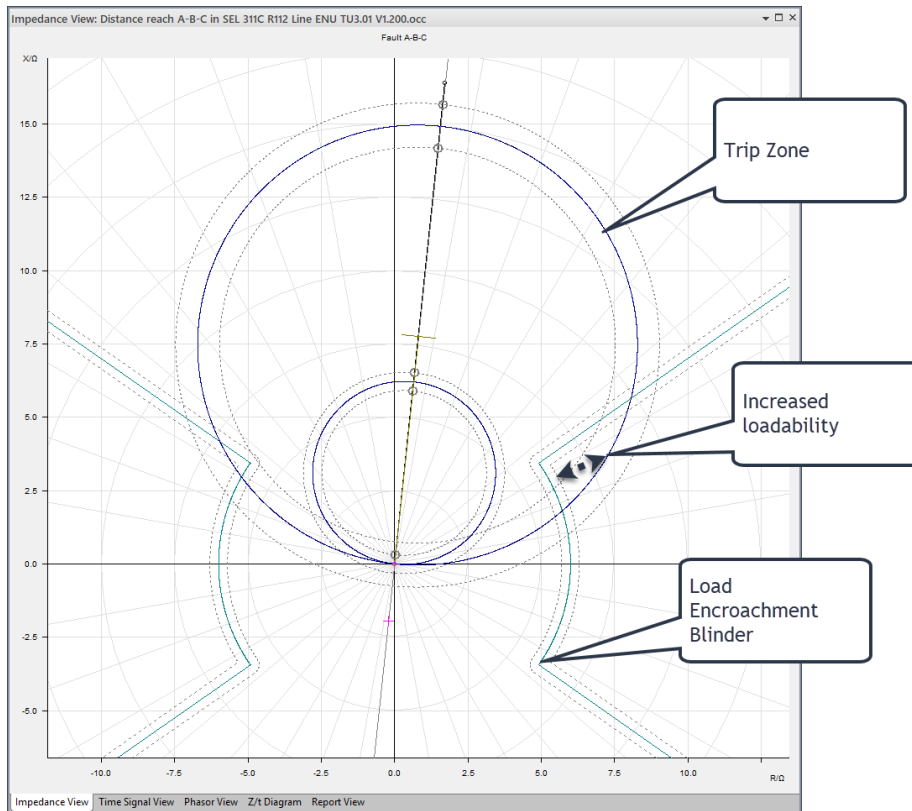 Impedance View: Distance reach A-B-C in SEL 311C R112 Line ENU TU3.01 V1.200.occ
Fault A-B-C
X/Ω
15.0
12.5
10.0
7.5
5.0
2.5
0.0
-2.5
-5.0
-10.0 -7.5 -5.0 -2.5 0.0 2.5 5.0 7.5 10.0
R/Ω
Trip Zone
Increased
loadability
Load
Encroachment
Blinder
Impedance View Time Signal View Phasor View Z/t Diagram Report View